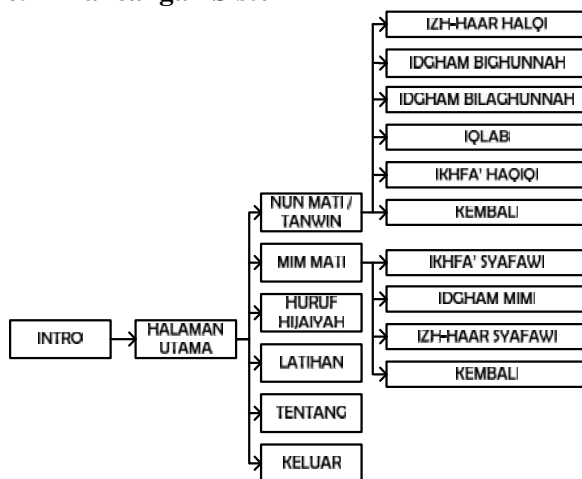 IZH-HAAR HALQI
IDGHAM BIGHUNNAH
IDGHAM BILAGHUNNAH
IQLAB
IKHFA' HAQIQI
KEMBALI
NUN MATI /
TANWIN
MIM MATI
HURUF
HIJAIYAH
LATIHAN
TENTANG
KELUAR
IKHFA' SYAFAWI
IDGHAM MIMI
IZH-HAAR SYAFAWI
KEMBALI
INTRO
HALAMAN
UTAMA